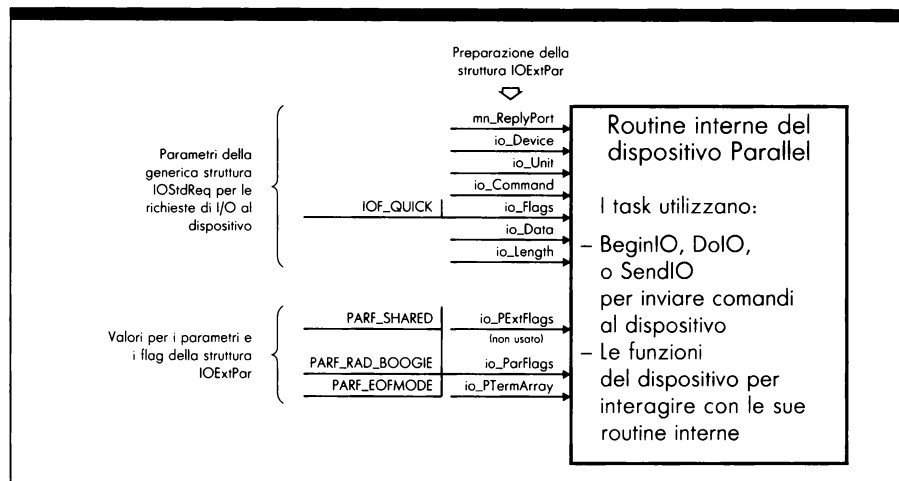 Preparazione della
struttura IOExtPar
Parametri della
generica struttura
IOStdReq per le
richieste di I/O al
dispositivo
mn_ReplyPort
io_Device
io_Unit
io_Command
IOF_QUICK
io_Flags
io_Data
io_Length
Valori per i parametri e
i flag della struttura
IOExtPar
PARF_SHARED
io_PExtFlags
(non usato)
PARF_RAD_BOOGIE
io_ParFlags
PARF_EOFMODE
io_PTermArray
Routine interne del
dispositivo Parallel
I task utilizzano:
– BeginIO, DoIO,
o SendIO
per inviare comandi
al dispositivo
– Le funzioni
del dispositivo per
interagire con le sue
routine interne